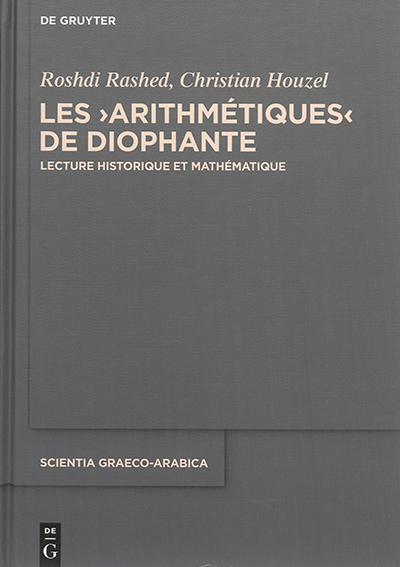 DE GRUYTER
Roshdi Rashed, Christian Houzel
LES ›ARITHMÉTIQUES‹
DE DIOPHANTE
LECTURE HISTORIQUE ET MATHÉMATIQUE
SCIENTIA GRAECO-ARABICA
DE
G